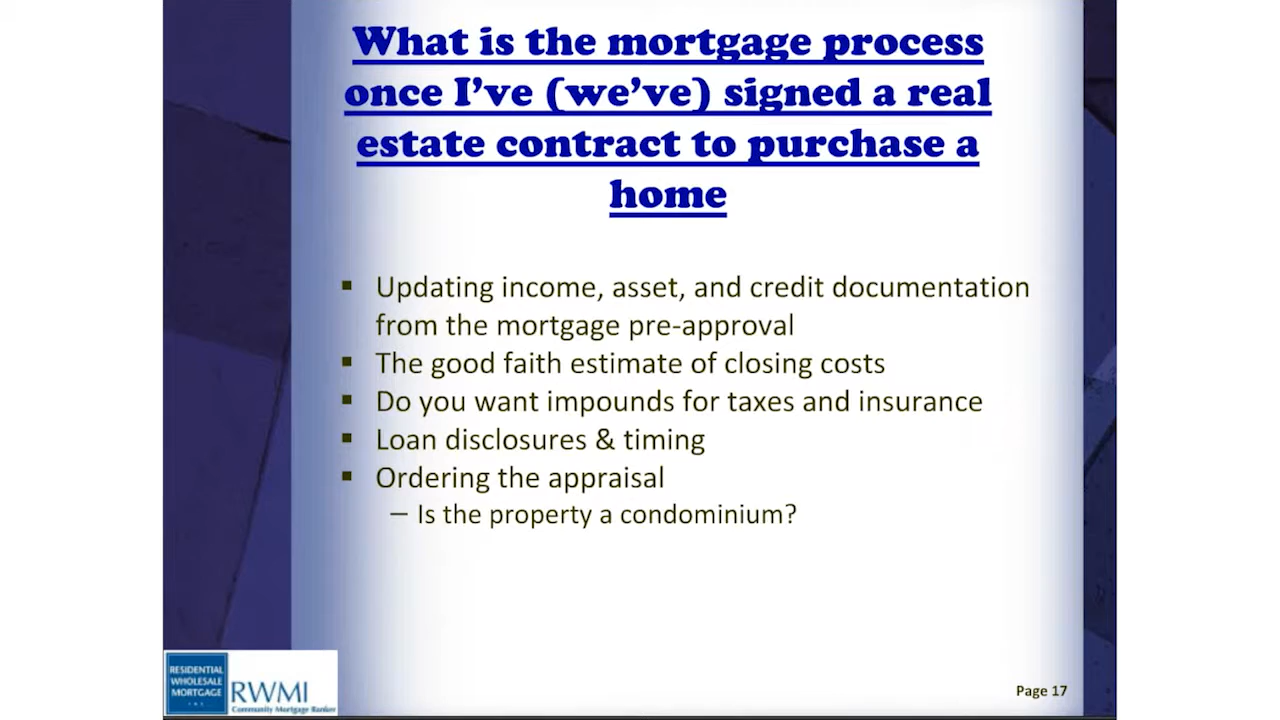 What is the mortgage process
once I've (we've) signed a real
estate contract to purchase a
home
▪ Updating income, asset, and credit documentation
from the mortgage pre-approval
▪ The good faith estimate of closing costs
▪ Do you want impounds for taxes and insurance
▪ Loan disclosures & timing
▪ Ordering the appraisal
– Is the property a condominium?
RESIDENTIAL
WHOLESALE
MORTGAGE
RWMI
Community Mortgage Banker
Page 17